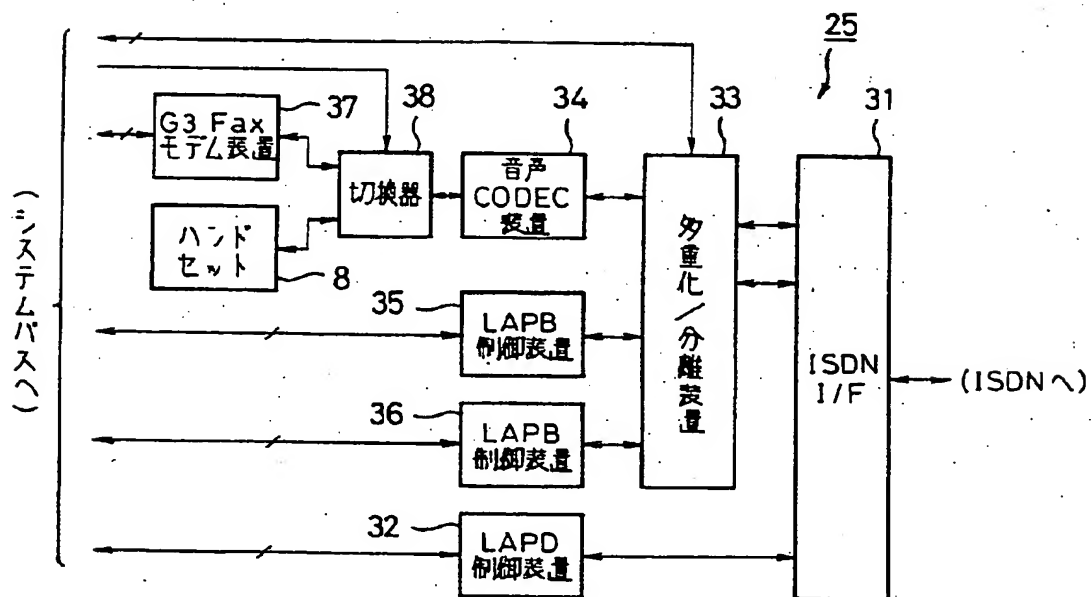 25
37
38
34
33
31
G3 Fax
モデム装置
切換器
音声
CODEC
装置
ハンド
セット
8
(システムバスへ)
35
LAPB
制御装置
36
LAPB
制御装置
32
LAPD
制御装置
多重化/分離装置
ISDN
I/F
(ISDNへ)